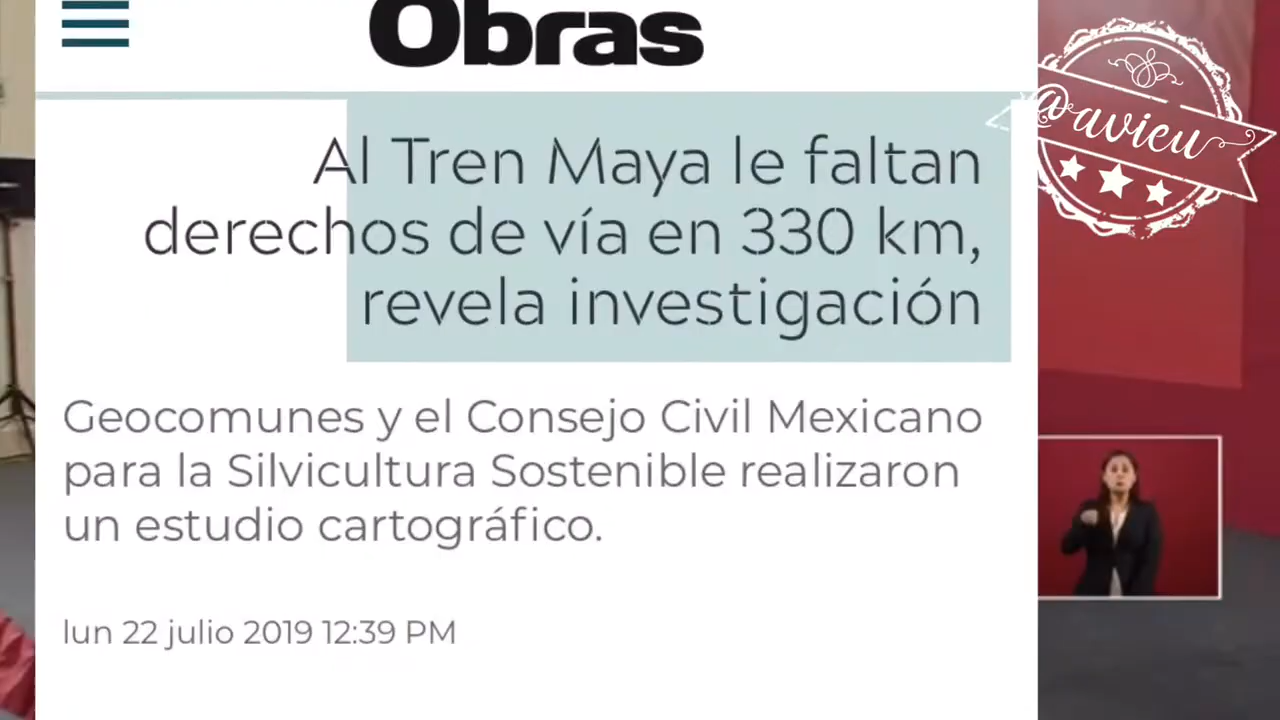 Obras
@avieu
Al Tren Maya le faltan
derechos de vía en 330 km,
revela investigación
Geocomunes y el Consejo Civil Mexicano
para la Silvicultura Sostenible realizaron
un estudio cartográfico.
lun 22 julio 2019 12:39 PM